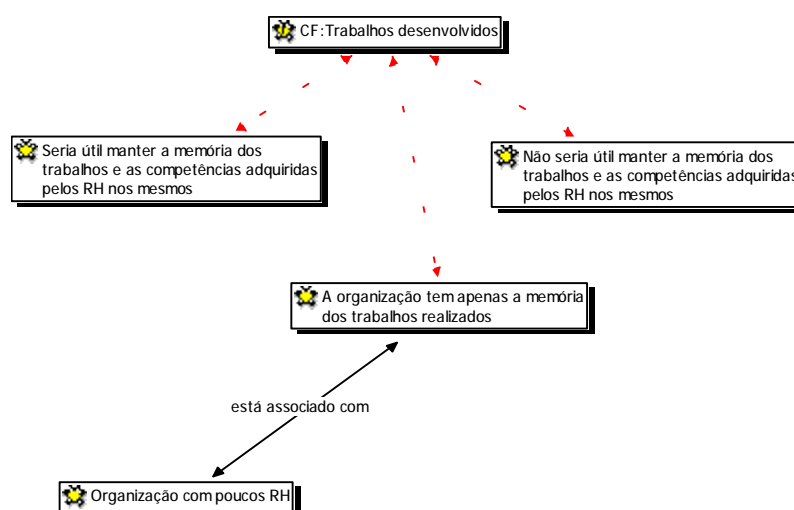 CF:Trabalhos desenvolvidos
Seria útil manter a memória dos
trabalhos e as competências adquiridas
pelos RH nos mesmos
Não seria útil manter a memória dos
trabalhos e as competências adquiridas
pelos RH nos mesmos
A organização tem apenas a memória
dos trabalhos realizados
está associado com
Organização com poucos RH